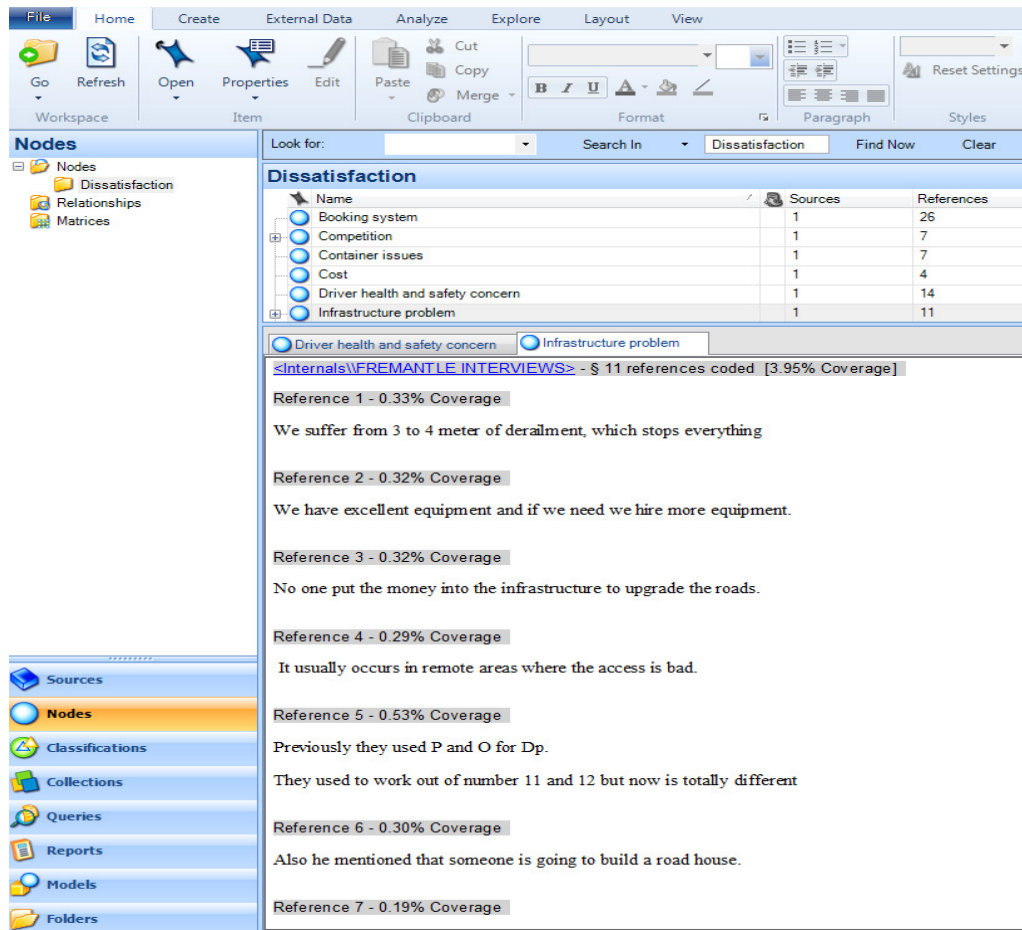 File Home Create External Data Analyze Explore Layout View
Go Refresh Open Properties Edit Paste Cut Copy Merge B I U A Reset Settings
Workspace Item Clipboard Format Paragraph Styles
Nodes
Nodes
Dissatisfaction
Relationships
Matrices
Look for: Search In Dissatisfaction Find Now Clear
Dissatisfaction
Name Sources References
Booking system 1 26
Competition 1 7
Container issues 1 7
Cost 1 4
Driver health and safety concern 1 14
Infrastructure problem 1 11
Driver health and safety concern Infrastructure problem
<Internals\\FREMANTLE INTERVIEWS> - § 11 references coded [3.95% Coverage]
Reference 1 - 0.33% Coverage
We suffer from 3 to 4 meter of derailment, which stops everything
Reference 2 - 0.32% Coverage
We have excellent equipment and if we need we hire more equipment.
Reference 3 - 0.32% Coverage
No one put the money into the infrastructure to upgrade the roads.
Reference 4 - 0.29% Coverage
It usually occurs in remote areas where the access is bad.
Reference 5 - 0.53% Coverage
Previously they used P and O for Dp.
They used to work out of number 11 and 12 but now is totally different
Reference 6 - 0.30% Coverage
Also he mentioned that someone is going to build a road house.
Reference 7 - 0.19% Coverage
Sources
Nodes
Classifications
Collections
Queries
Reports
Models
Folders